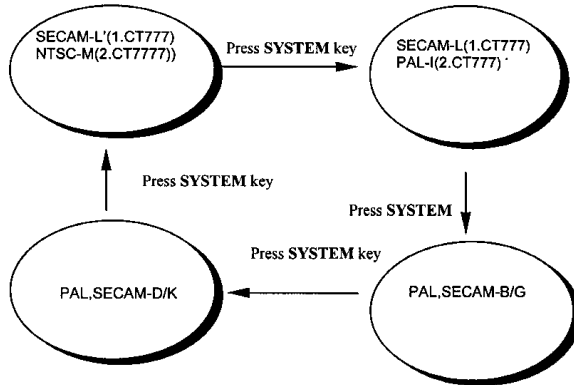 SECAM-L'(1.CT777)
NTSC-M(2.CT7777))
Press SYSTEM key
SECAM-L(1.CT777)
PAL-I(2.CT777)
Press SYSTEM key
Press SYSTEM
Press SYSTEM key
PAL,SECAM-D/K
PAL,SECAM-B/G